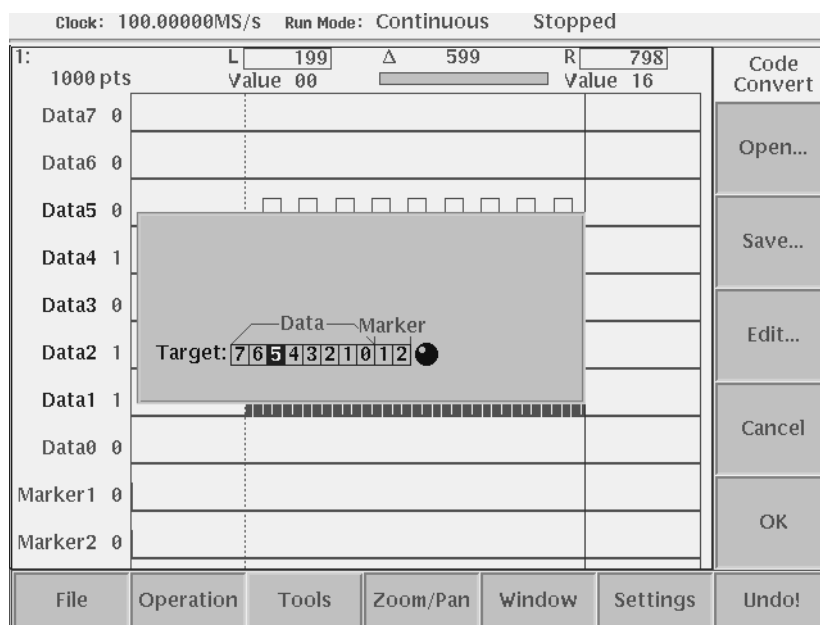 Clock: 100.00000MS/s Run Mode: Continuous Stopped
1: L 199 Δ 599 R 798
1000 pts Value 00 Value 16
Code Convert
Data7 0
Data6 0
Data5 0
Data4 1
Data3 0
Data2 1
Data1 1
Data0 0
Marker1 0
Marker2 0
Data Marker
Target: 7 6 5 4 3 2 1 0 1 2
Open...
Save...
Edit...
Cancel
OK
File Operation Tools Zoom/Pan Window Settings Undo!